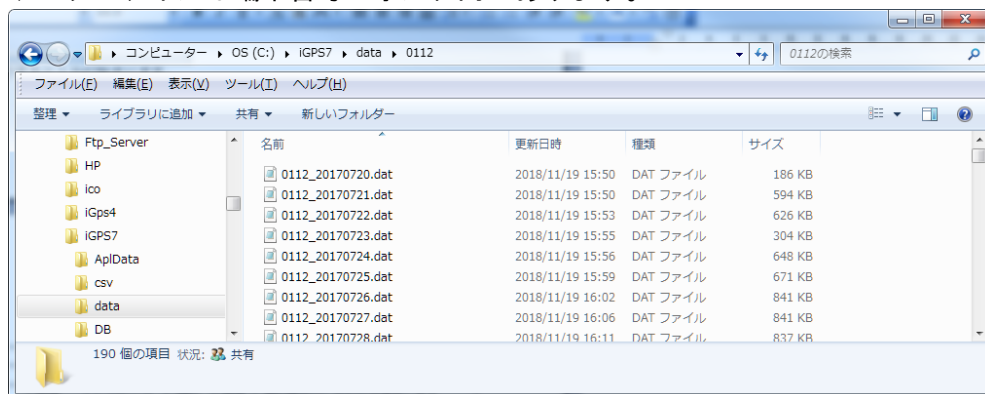 コンピューター ▸ OS (C:) ▸ iGPS7 ▸ data ▸ 0112
0112の検索
ファイル(F) 編集(E) 表示(V) ツール(T) ヘルプ(H)
整理 ライブラリに追加 共有 新しいフォルダー
Ftp_Server
HP
ico
iGps4
iGPS7
AplData
csv
data
DB
名前 更新日時 種類 サイズ
0112_20170720.dat 2018/11/19 15:50 DAT ファイル 186 KB
0112_20170721.dat 2018/11/19 15:50 DAT ファイル 594 KB
0112_20170722.dat 2018/11/19 15:53 DAT ファイル 626 KB
0112_20170723.dat 2018/11/19 15:55 DAT ファイル 304 KB
0112_20170724.dat 2018/11/19 15:56 DAT ファイル 648 KB
0112_20170725.dat 2018/11/19 15:59 DAT ファイル 671 KB
0112_20170726.dat 2018/11/19 16:02 DAT ファイル 841 KB
0112_20170727.dat 2018/11/19 16:06 DAT ファイル 841 KB
0112_20170728.dat 2018/11/19 16:11 DAT ファイル 837 KB
190 個の項目 状況: 共有